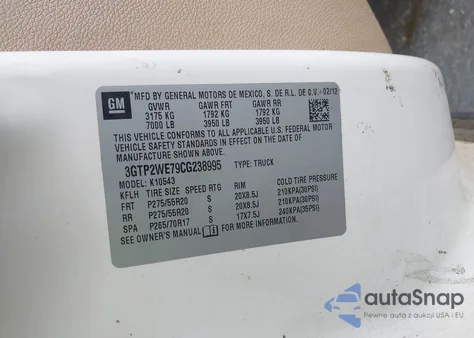 GM
MFD BY GENERAL MOTORS OF MEXICO, S. DE R.L. DE C.V. 02/12
GVWR GAWR FRT GAWR RR
3175 KG 1792 KG 1792 KG
7000 LB 3950 LB 3950 LB
THIS VEHICLE CONFORMS TO ALL APPLICABLE U.S. FEDERAL MOTOR
VEHICLE SAFETY STANDARDS IN EFFECT ON THE DATE OF
MANUFACTURE SHOWN ABOVE.
3GTP2WE79CG238995 TYPE: TRUCK
MODEL: K10543
KFLH TIRE SIZE SPEED RTG RIM COLD TIRE PRESSURE
FRT P275/55R20 S 20X8.5J 210KPA(30PSI)
RR P275/55R20 S 20X8.5J 210KPA(30PSI)
SP P265/70R17 S 17X7.5J 240KPA(35PSI)
SEE OWNER'S MANUAL FOR MORE INFORMATION.
autoSnap
Pewne auta z aukcji USA i EU